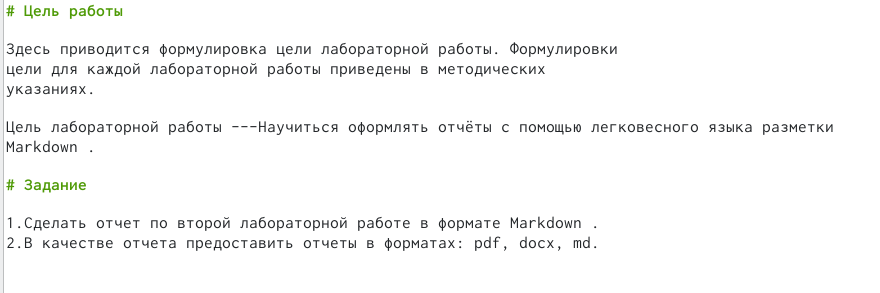 # Цель работы
Здесь приводится формулировка цели лабораторной работы. Формулировки
цели для каждой лабораторной работы приведены в методических
указаниях.
Цель лабораторной работы ---Научиться оформлять отчёты с помощью легковесного языка разметки
Markdown .
# Задание
1.Сделать отчет по второй лабораторной работе в формате Markdown .
2.В качестве отчета предоставить отчеты в форматах: pdf, docx, md.